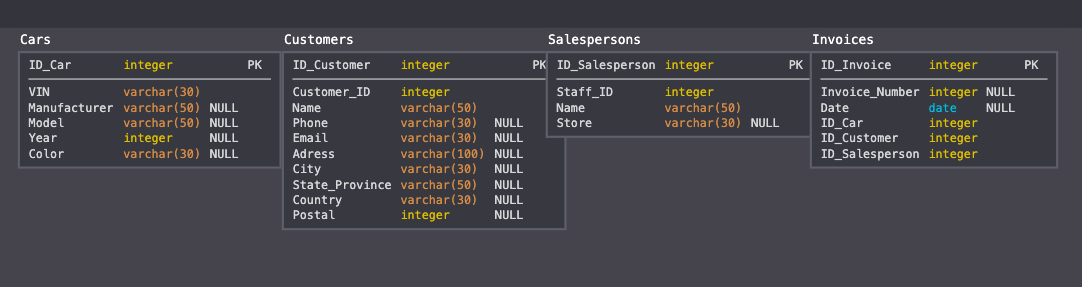 Cars
ID_Car integer PK
VIN varchar(30)
Manufacturer varchar(50) NULL
Model varchar(50) NULL
Year integer NULL
Color varchar(30) NULL
Customers
ID_Customer integer PK
Customer_ID integer
Name varchar(50)
Phone varchar(30) NULL
Email varchar(30) NULL
Adress varchar(100) NULL
City varchar(30) NULL
State_Province varchar(50) NULL
Country varchar(30) NULL
Postal integer NULL
Salespersons
ID_Salesperson integer PK
Staff_ID integer
Name varchar(50)
Store varchar(30) NULL
Invoices
ID_Invoice integer PK
Invoice_Number integer NULL
Date date NULL
ID_Car integer
ID_Customer integer
ID_Salesperson integer